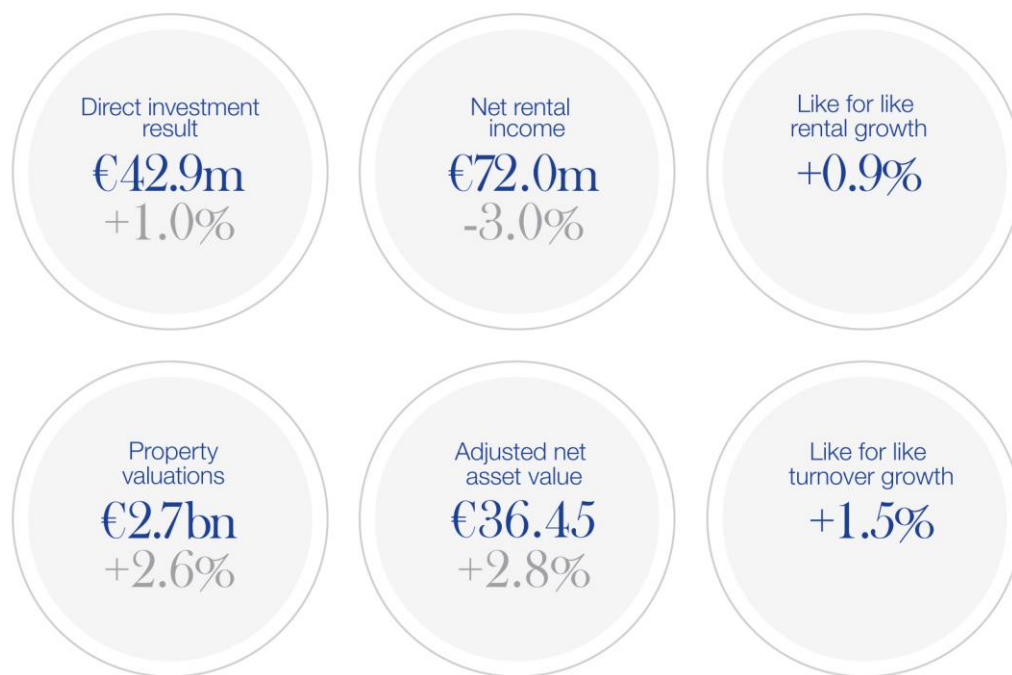 Direct investment
result
€42.9m
+1.0%
Net rental
income
€72.0m
-3.0%
Like for like
rental growth
+0.9%
Property
valuations
€2.7bn
+2.6%
Adjusted net
asset value
€36.45
+2.8%
Like for like
turnover growth
+1.5%